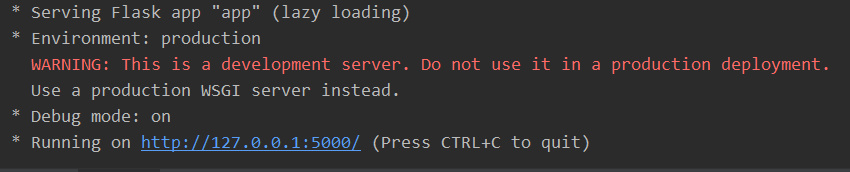 * Serving Flask app "app" (lazy loading)
* Environment: production
WARNING: This is a development server. Do not use it in a production deployment.
Use a production WSGI server instead.
* Debug mode: on
* Running on http://127.0.0.1:5000/ (Press CTRL+C to quit)